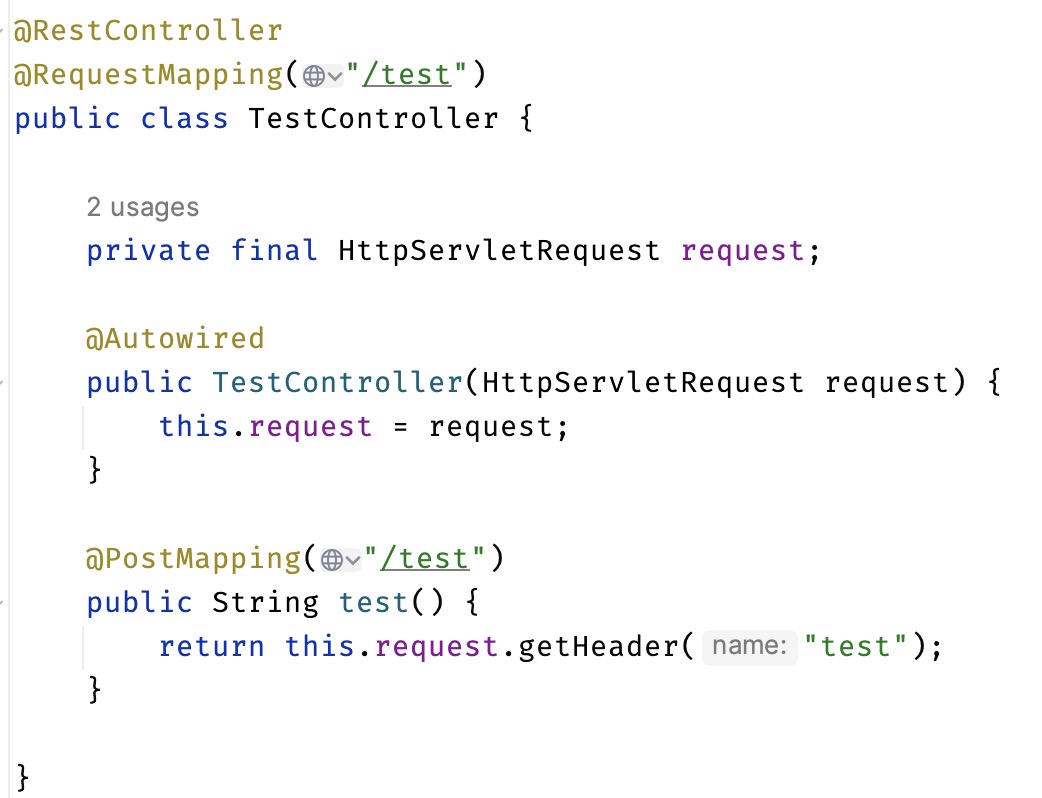 @RestController
@RequestMapping("/test")
public class TestController {
2 usages
private final HttpServletRequest request;
@Autowired
public TestController(HttpServletRequest request) {
this.request = request;
}
@PostMapping("/test")
public String test() {
return this.request.getHeader( name: "test");
}
}